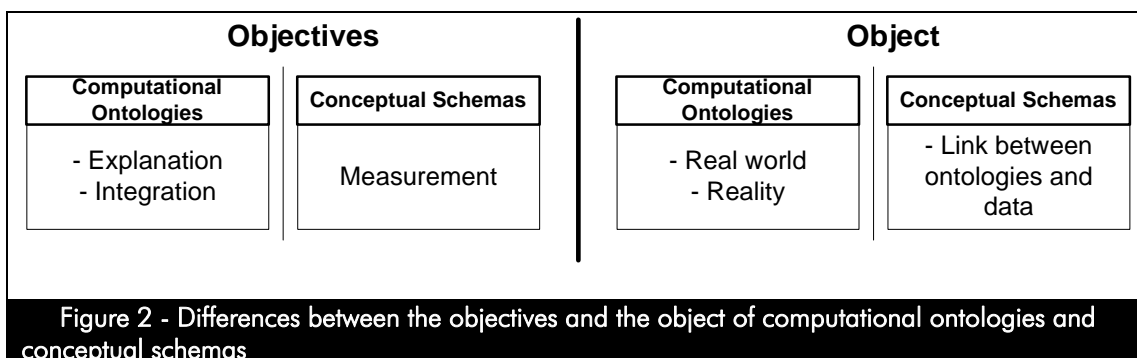 Objectives
Computational
Ontologies
- Explanation
- Integration
Conceptual Schemas
Measurement
Object
Computational
Ontologies
- Real world
- Reality
Conceptual Schemas
- Link between
ontologies and
data
Figure 2 - Differences between the objectives and the object of computational ontologies and
conceptual schemas